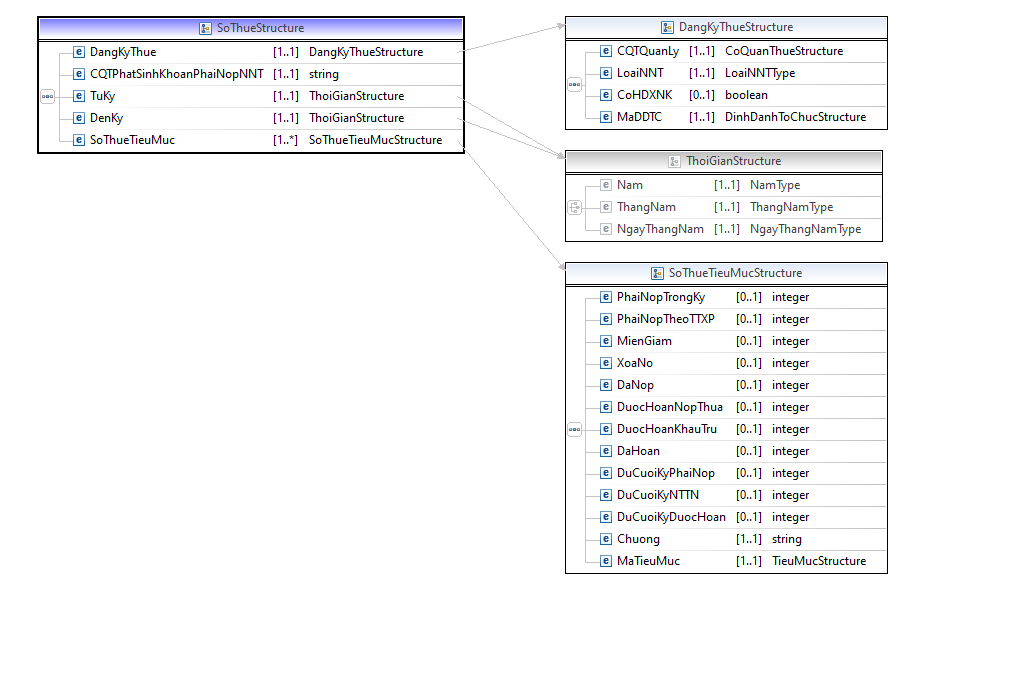 SoThueStructure
DangKyThue [1..1] DangKyThueStructure
CQTPhatSinhKhoanPhaiNopNNT [1..1] string
TuKy [1..1] ThoiGianStructure
DenKy [1..1] ThoiGianStructure
SoThueTieuMuc [1..*] SoThueTieuMucStructure
DangKyThueStructure
CQTQuanLy [1..1] CoQuanThueStructure
LoaiNNT [1..1] LoaiNNTType
CoHDXNK [0..1] boolean
MaDDTC [1..1] DinhDanhToChucStructure
ThoiGianStructure
Nam [1..1] NamType
ThangNam [1..1] ThangNamType
NgayThangNam [1..1] NgayThangNamType
SoThueTieuMucStructure
PhaiNopTrongKy [0..1] integer
PhaiNopTheoTTXP [0..1] integer
MienGiam [0..1] integer
XoaNo [0..1] integer
DaNop [0..1] integer
DuocHoanNopThua [0..1] integer
DuocHoanKhauTru [0..1] integer
DaHoan [0..1] integer
DuCuoiKyPhaiNop [0..1] integer
DuCuoiKyNTTN [0..1] integer
DuCuoiKyDuocHoan [0..1] integer
Chuong [1..1] string
MaTieuMuc [1..1] TieuMucStructure